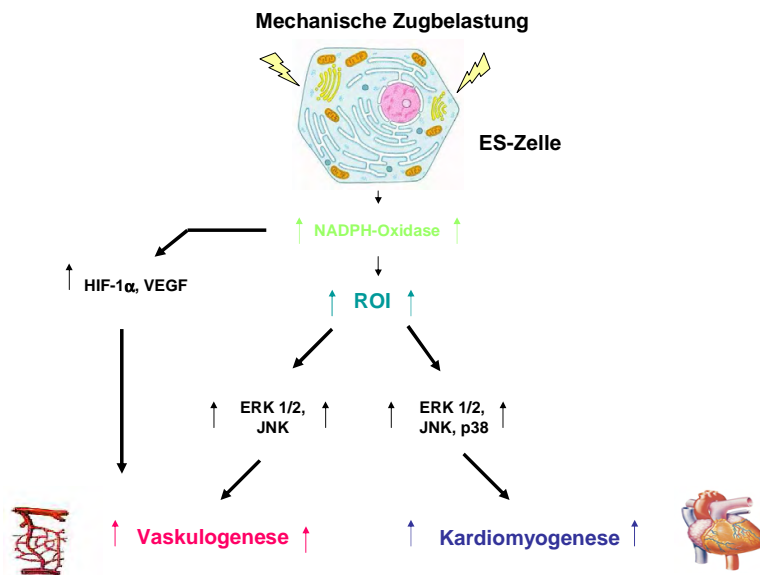 Mechanische Zugbelastung
ES-Zelle
NADPH-Oxidase
HIF-1α, VEGF
ROI
ERK 1/2,
JNK
ERK 1/2,
JNK, p38
Vaskulogenese
Kardiomyogenese